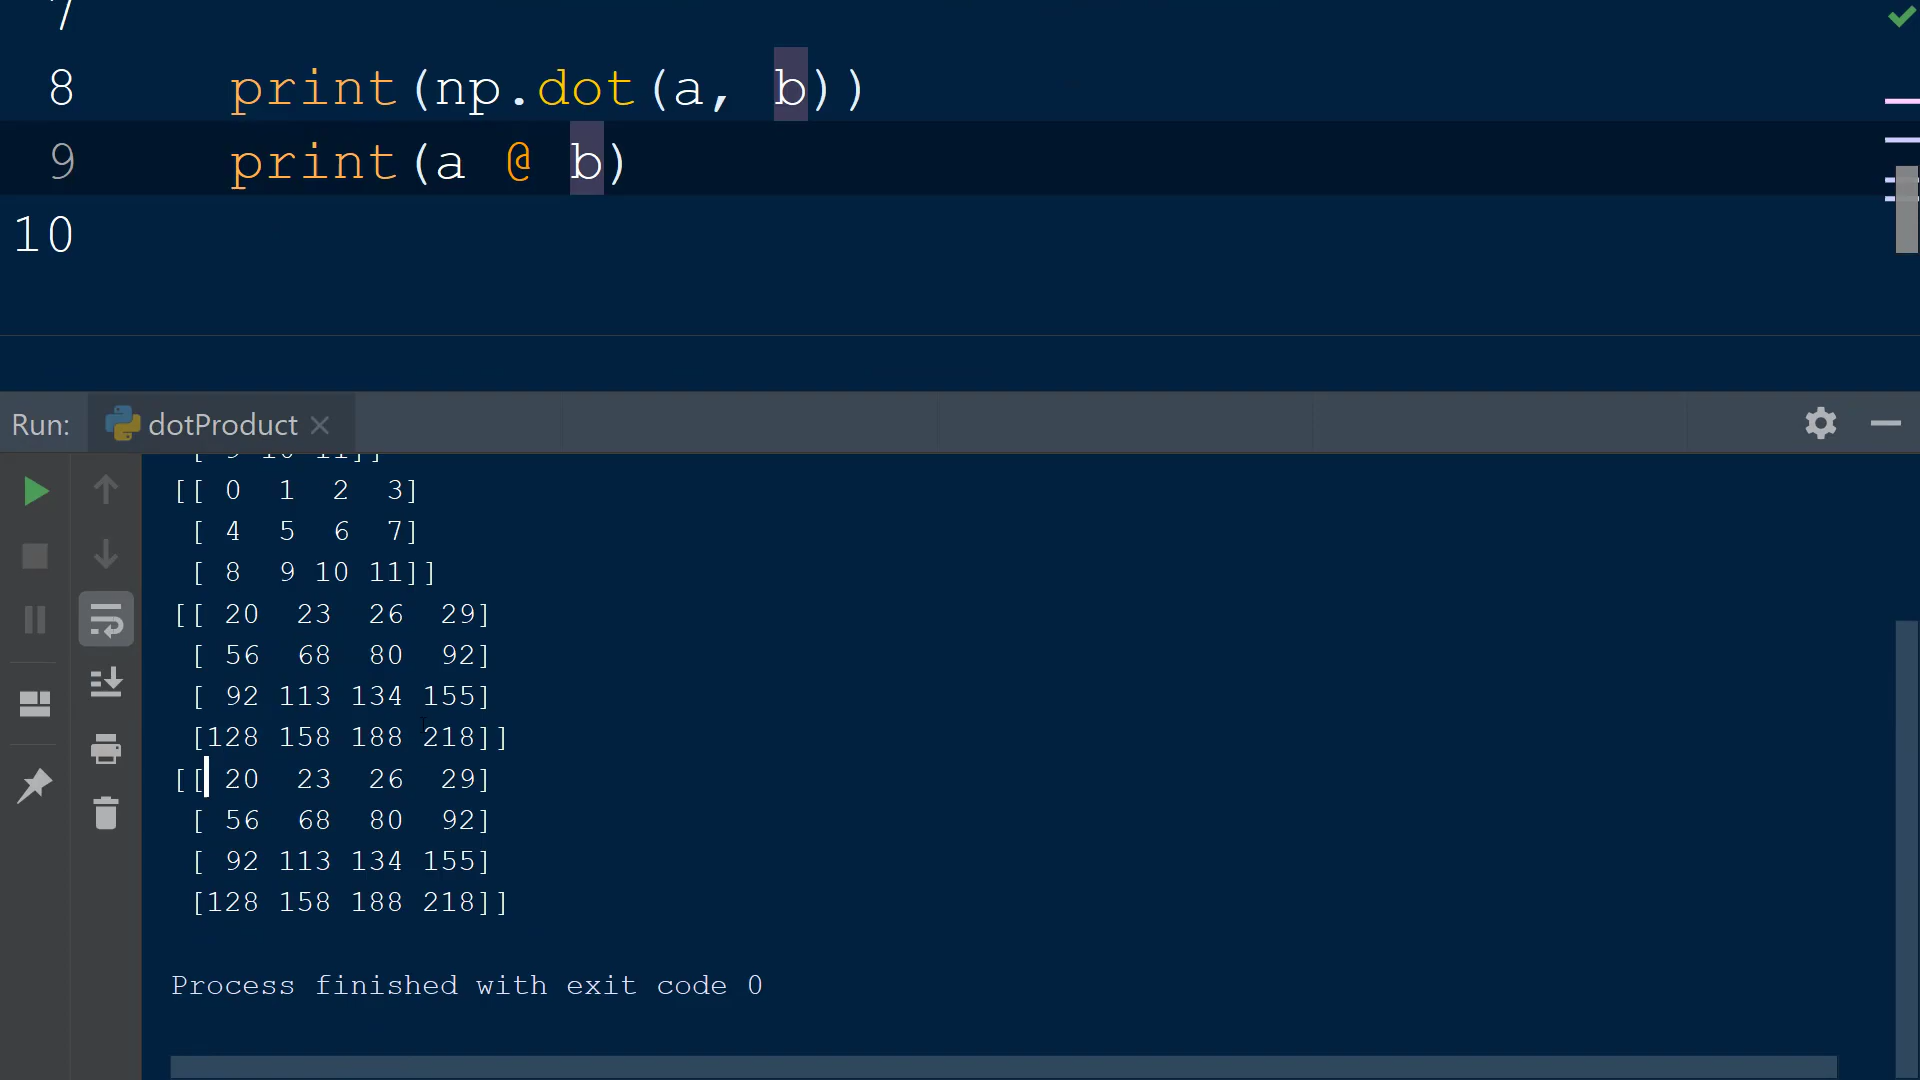 7
8 print(np.dot(a, b))
9 print(a @ b)
10
Run: dotProduct
[ 9 10 11]]
[[ 0 1 2 3]
[ 4 5 6 7]
[ 8 9 10 11]]
[[ 20 23 26 29]
[ 56 68 80 92]
[ 92 113 134 155]
[128 158 188 218]]
[[ 20 23 26 29]
[ 56 68 80 92]
[ 92 113 134 155]
[128 158 188 218]]
Process finished with exit code 0